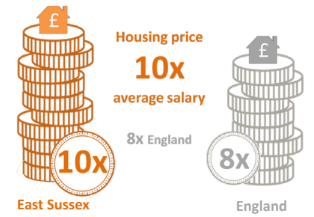 £
Housing price
10x
average salary
8x England
10x
East Sussex
£
8x
England